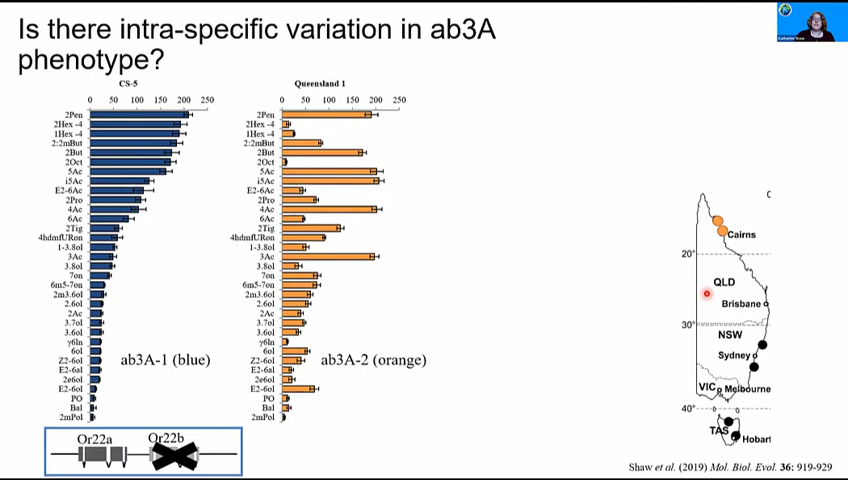 Is there intra-specific variation in ab3A
phenotype?
CS-5
0 50 100 150 200 250
2Pen
2Hex -4
1Hex -4
2:2mBut
2But
2Oct
5Ac
i5Ac
E2-6Ac
2Pro
4Ac
6Ac
2Tig
4hdmfURon
1-3.8ol
3Ac
3.8ol
7on
6m5-7on
2m3.6ol
2.6ol
2Ac
3.7ol
3.6ol
γ6ln
6ol
Z2-6ol
E2-6al
2e6ol
E2-6ol
PO
Bal
2mPol
ab3A-1 (blue)
Queensland 1
0 50 100 150 200 250
2Pen
2Hex -4
1Hex -4
2:2mBut
2But
2Oct
5Ac
i5Ac
E2-6Ac
2Pro
4Ac
6Ac
2Tig
4hdmfURon
1-3.8ol
3Ac
3.8ol
7on
6m5-7on
2m3.6ol
2.6ol
2Ac
3.7ol
3.6ol
γ6ln
6ol
Z2-6ol
E2-6al
2e6ol
E2-6ol
PO
Bal
2mPol
ab3A-2 (orange)
Or22a Or22b
C
Cairns
20°
QLD
Brisbane
30°
NSW
Sydney
VIC Melbourne
40°
TAS Hobart
Shaw et al. (2019) Mol. Biol. Evol. 36: 919-929